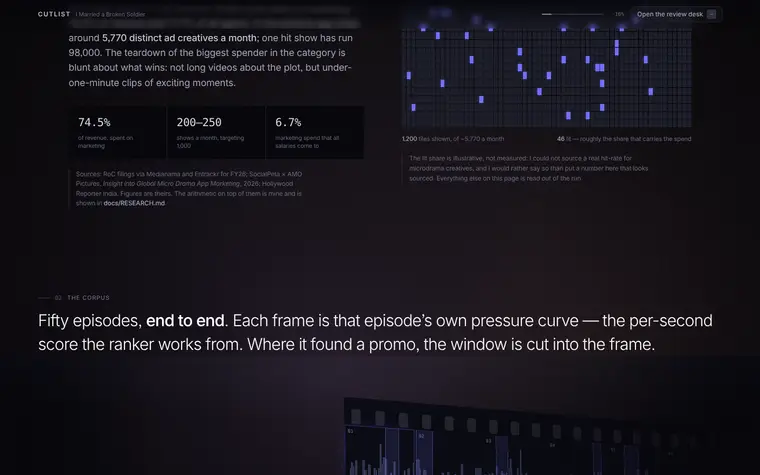 CUTLIST I Married a Broken Soldier
Open the review desk
around 5,770 distinct ad creatives a month; one hit show has run
98,000. The teardown of the biggest spender in the category is
blunt about what wins: not long videos about the plot, but under-
one-minute clips of exciting moments.
74.5%
of revenue, spent on
marketing
200–250
shows a month, targeting
1,000
6.7%
marketing spend that all
salaries come to
Sources: RoC filings via Medianama and Entrackr for FY26; SocialPeta × AMO
Pictures, Insight into Global Micro Drama App Marketing, 2026; Hollywood
Reporter India. Figures are theirs. The arithmetic on top of them is mine and is
shown in docs/RESEARCH.md
1,200 tiles shown, of ~5,770 a month
46 lit — roughly the share that carries the spend
The lit share is illustrative, not measured: I could not source a real hit-rate for
microdrama creatives, and I would rather say so than put a number here that looks
sourced. Everything else on this page is read out of the run
02 THE CORPUS
Fifty episodes, end to end. Each frame is that episode's own pressure curve — the per-second
score the ranker works from. Where it found a promo, the window is cut into the frame.